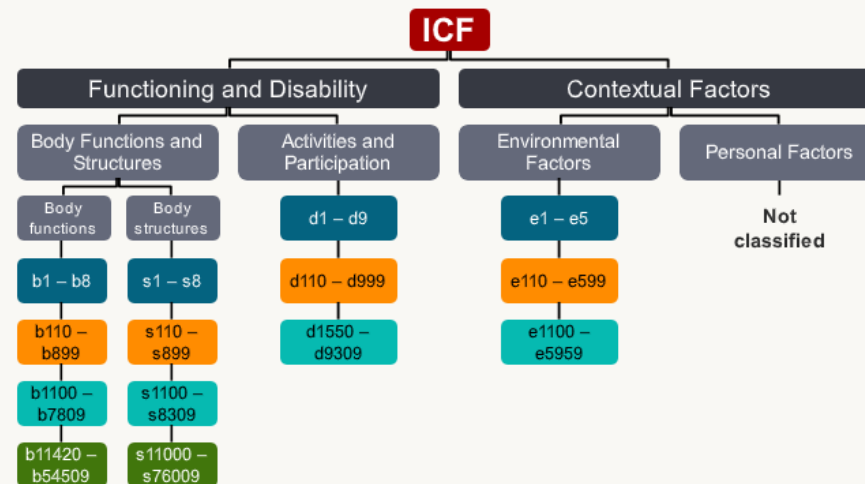 ICF
Functioning and Disability
Contextual Factors
Body Functions and
Structures
Activities and
Participation
Environmental
Factors
Personal Factors
Body
functions
Body
structures
d1 – d9
e1 – e5
Not
classified
b1 – b8
s1 – s8
d110 – d999
e110 – e599
b110 –
b899
s110 –
s899
d1550 –
d9309
e1100 –
e5959
b1100 –
b7809
s1100 –
s8309
b11420 –
b54509
s11000 –
s76009